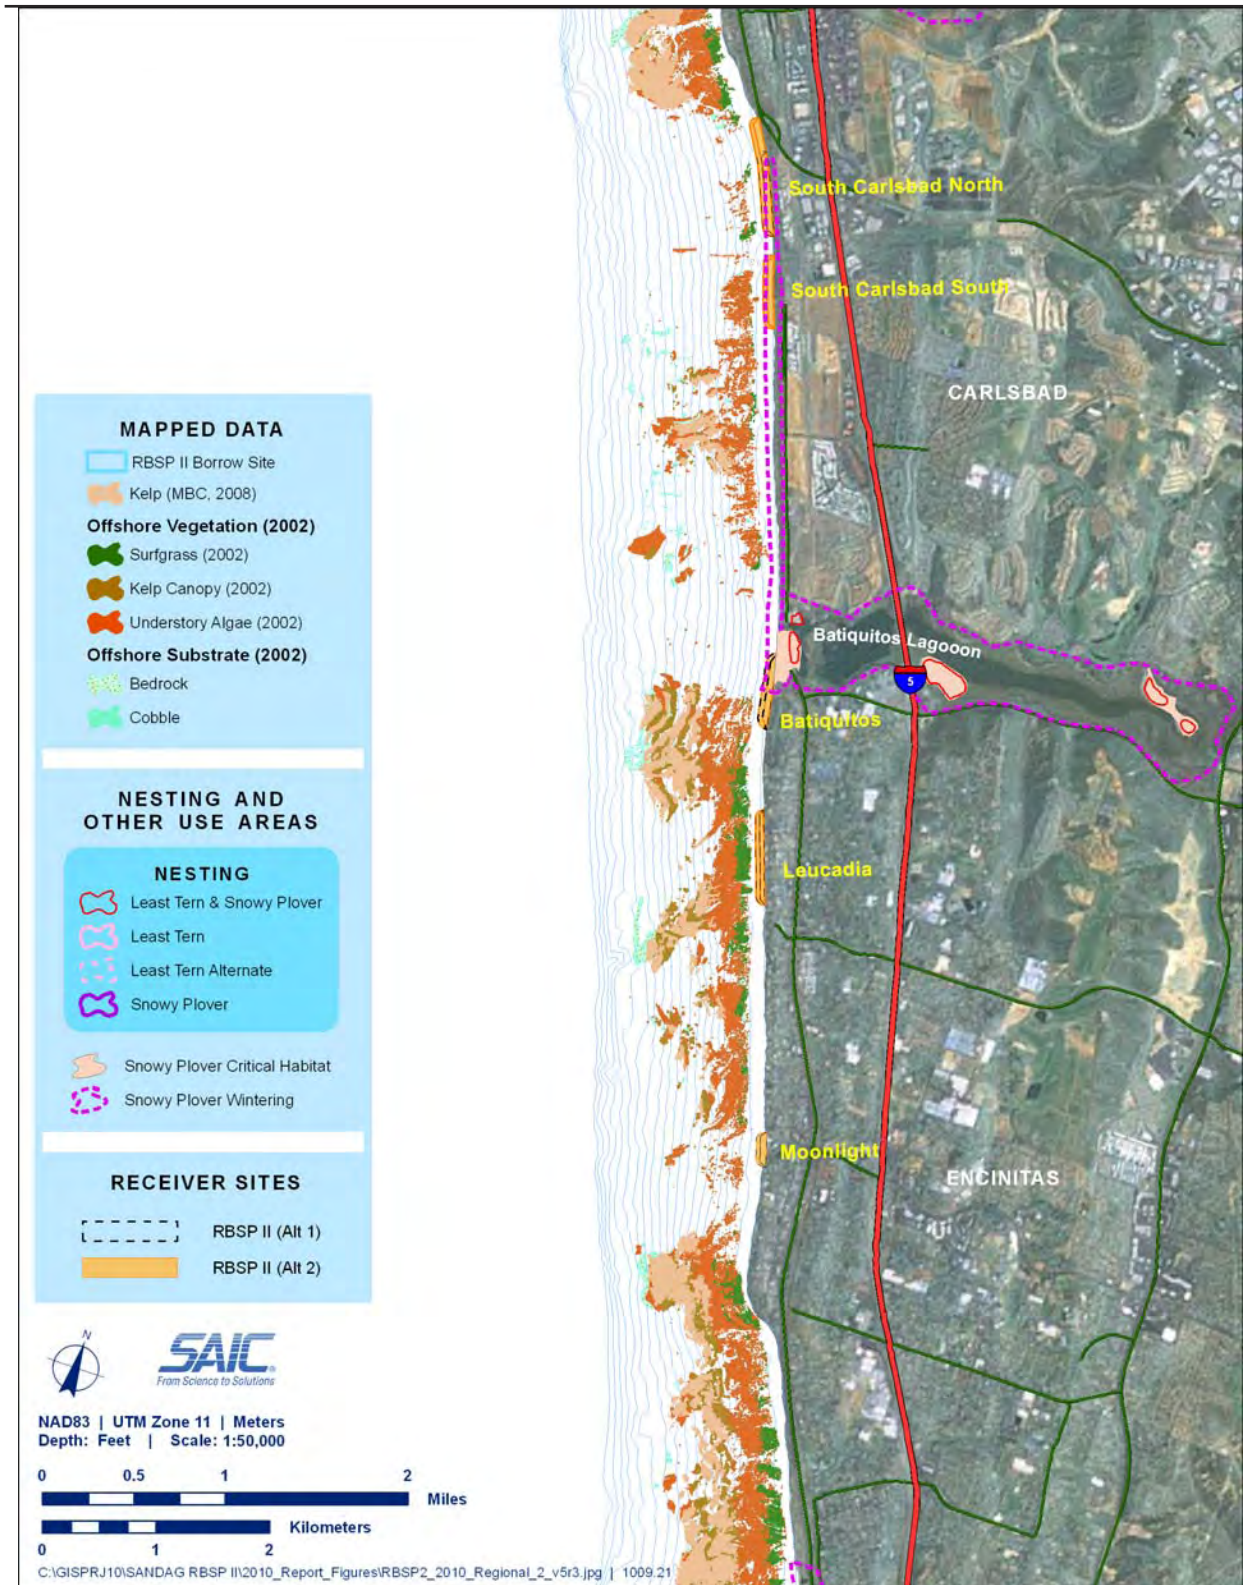 South Carlsbad North
South Carlsbad South
CARLSBAD
MAPPED DATA
RBSP II Borrow Site
Kelp (MBC, 2008)
Offshore Vegetation (2002)
Surfgrass (2002)
Kelp Canopy (2002)
Understory Algae (2002)
Offshore Substrate (2002)
Bedrock
Cobble
Batiquitos Lagooon
5
Batiquitos
NESTING AND
OTHER USE AREAS
NESTING
Least Tern & Snowy Plover
Least Tern
Least Tern Alternate
Snowy Plover
Snowy Plover Critical Habitat
Snowy Plover Wintering
Leucadia
Moonlight
ENCINITAS
RECEIVER SITES
RBSP II (Alt 1)
RBSP II (Alt 2)
N
SAIC
From Science to Solutions
NAD83 | UTM Zone 11 | Meters
Depth: Feet | Scale: 1:50,000
0 0.5 1 2
Miles
Kilometers
0 1 2
C:\GISPRJ10\SANDAG RBSP II\2010_Report_Figures\RBSP2_2010_Regional_2_v5r3.jpg | 1009.21